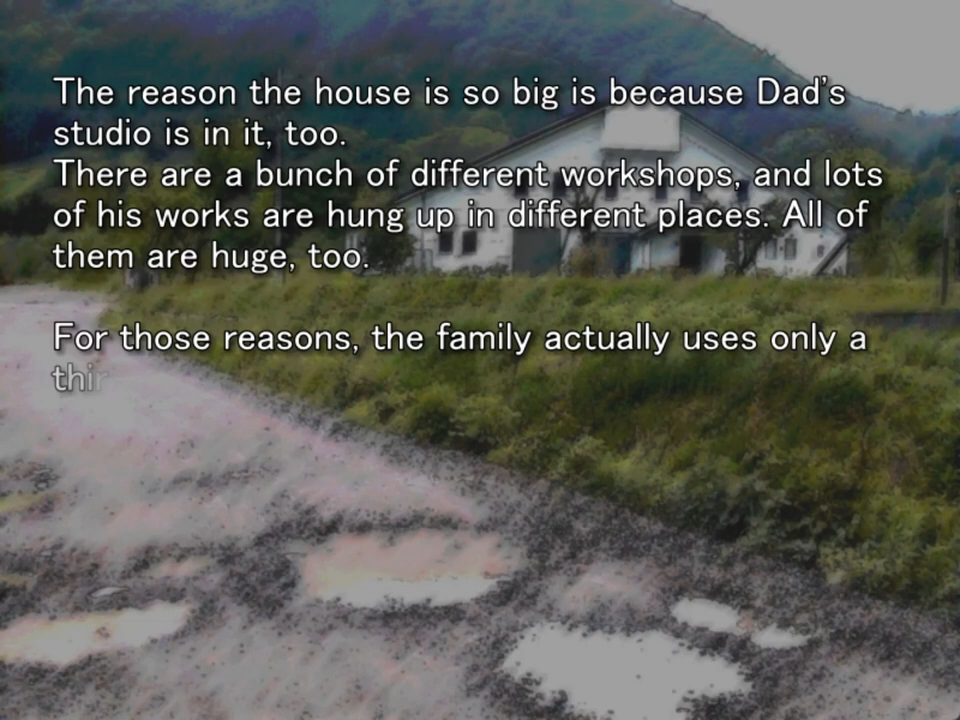 The reason the house is so big is because Dad's
studio is in it, too.
There are a bunch of different workshops, and lots
of his works are hung up in different places. All of
them are huge, too.
For those reasons, the family actually uses only a
thir